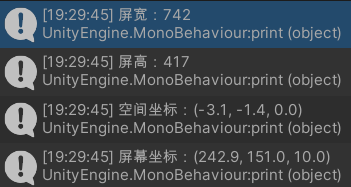 [19:29:45] 屏宽：742
UnityEngine.MonoBehaviour:print (object)
[19:29:45] 屏高：417
UnityEngine.MonoBehaviour:print (object)
[19:29:45] 空间坐标：(-3.1, -1.4, 0.0)
UnityEngine.MonoBehaviour:print (object)
[19:29:45] 屏幕坐标：(242.9, 151.0, 10.0)
UnityEngine.MonoBehaviour:print (object)